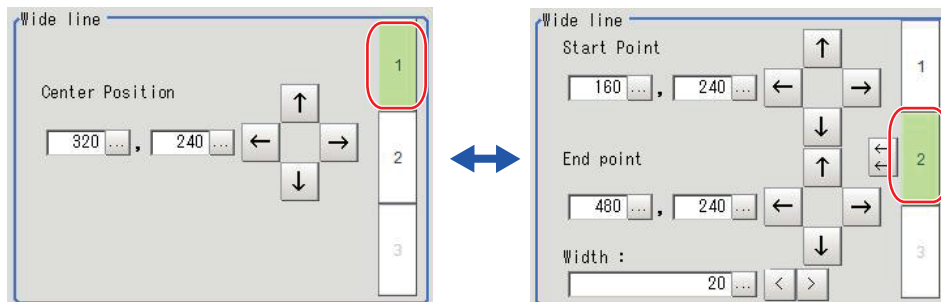 Wide line
1
Center Position
320 ... , 240 ... ← ↑ ↓ →
2
3
Wide line
Start Point
1
160 ... , 240 ... ← ↑ ↓ →
End point
2
480 ... , 240 ... ← ↑ ↓ →
3
Width :
20 ... < >